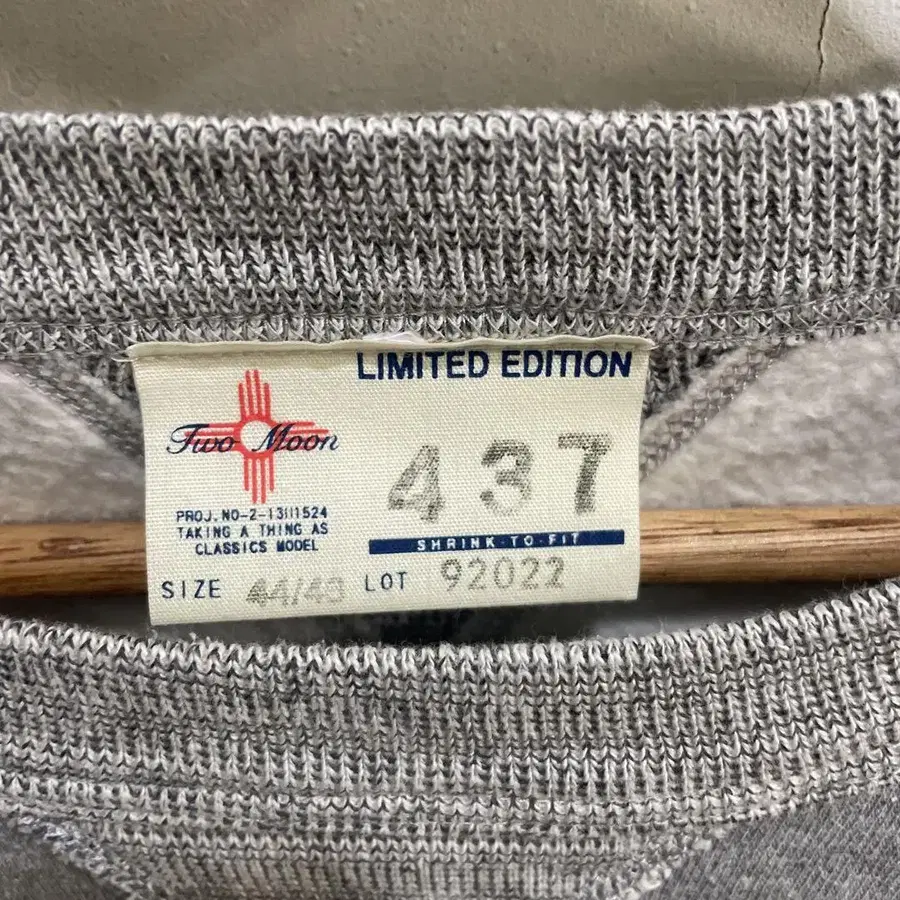 LIMITED EDITION
Two Moon
437
PROJ.NO-2-13111524
TAKING A THING AS
CLASSICS MODEL
SHRINK-TO-FIT
SIZE 44/48 LOT 92022